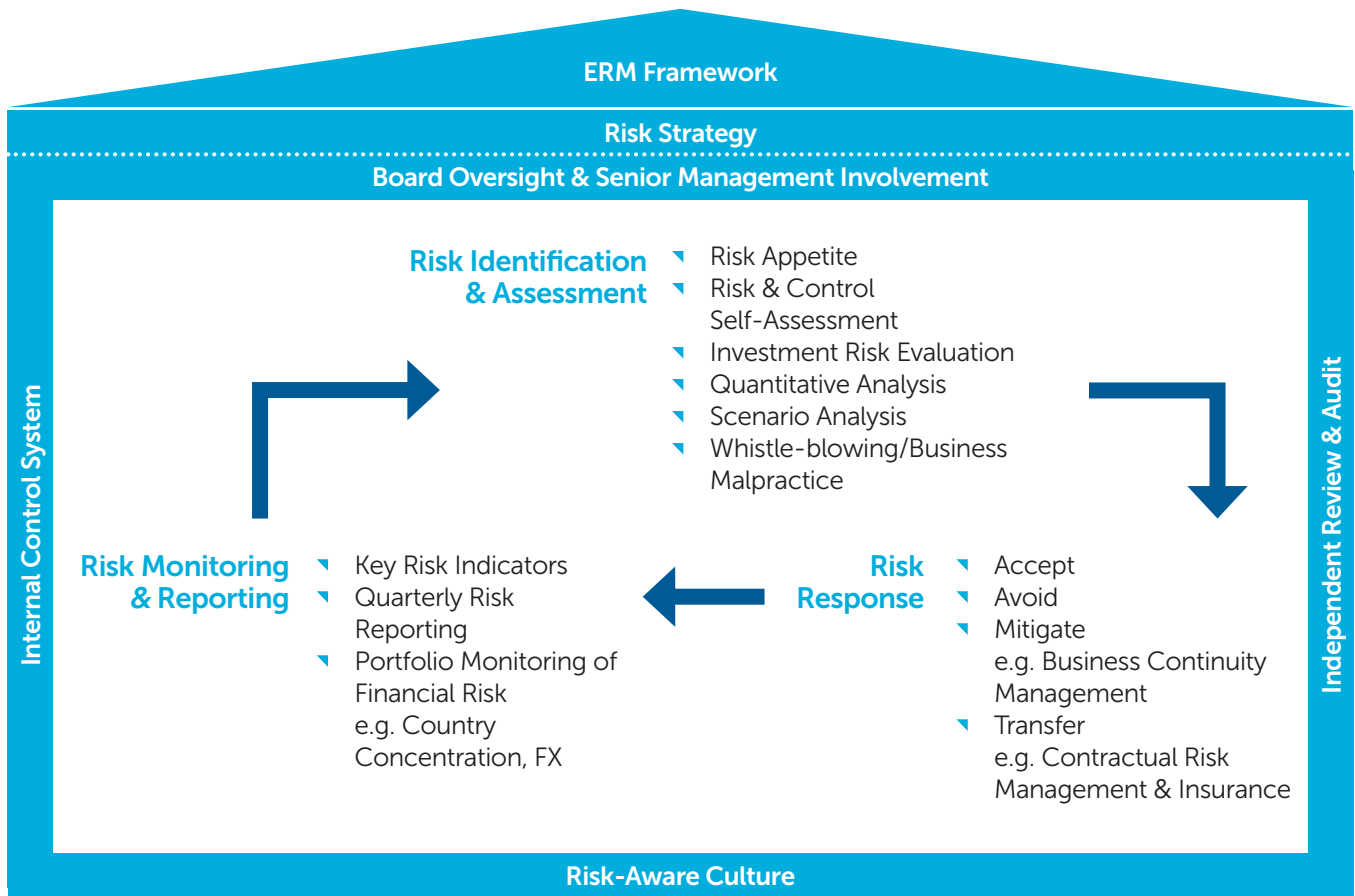 ERM Framework
Risk Strategy
Board Oversight & Senior Management Involvement
Internal Control System
Risk Identification
& Assessment
Risk Appetite
Risk & Control
Self-Assessment
Investment Risk Evaluation
Quantitative Analysis
Scenario Analysis
Whistle-blowing/Business
Malpractice
Risk Monitoring
& Reporting
Key Risk Indicators
Quarterly Risk
Reporting
Portfolio Monitoring of
Financial Risk
e.g. Country
Concentration, FX
Risk
Response
Accept
Avoid
Mitigate
e.g. Business Continuity
Management
Transfer
e.g. Contractual Risk
Management & Insurance
Independent Review & Audit
Risk-Aware Culture